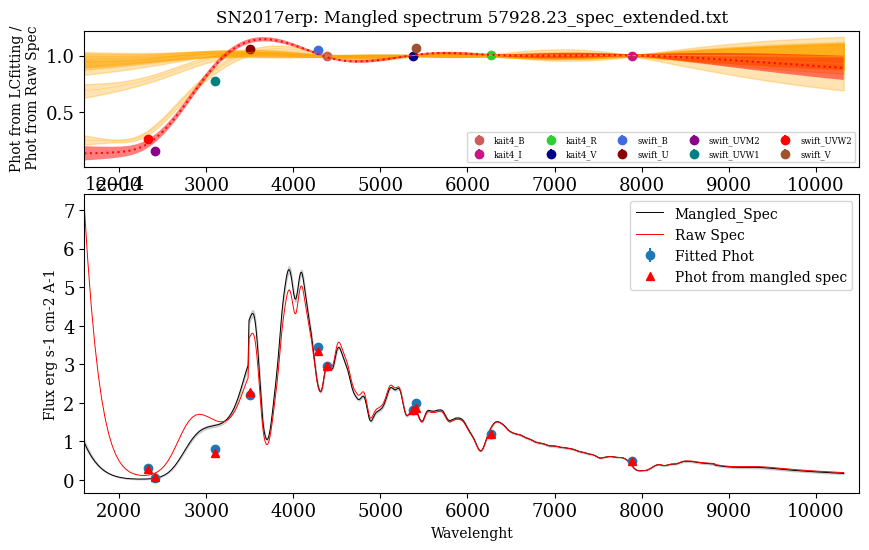 SN2017erp: Mangled spectrum 57928.23_spec_extended.txt
Phot from LCfitting /
Phot from Raw Spec
1.0
0.5
kait4_B kait4_R swift_B swift_UVM2 swift_UVW2
kait4_I kait4_V swift_U swift_UVW1 swift_V
2000 3000 4000 5000 6000 7000 8000 9000 10000
1e−14
Flux erg s-1 cm-2 A-1
7
6
5
4
3
2
1
0
Mangled_Spec
Raw Spec
Fitted Phot
Phot from mangled spec
2000 3000 4000 5000 6000 7000 8000 9000 10000
Wavelenght